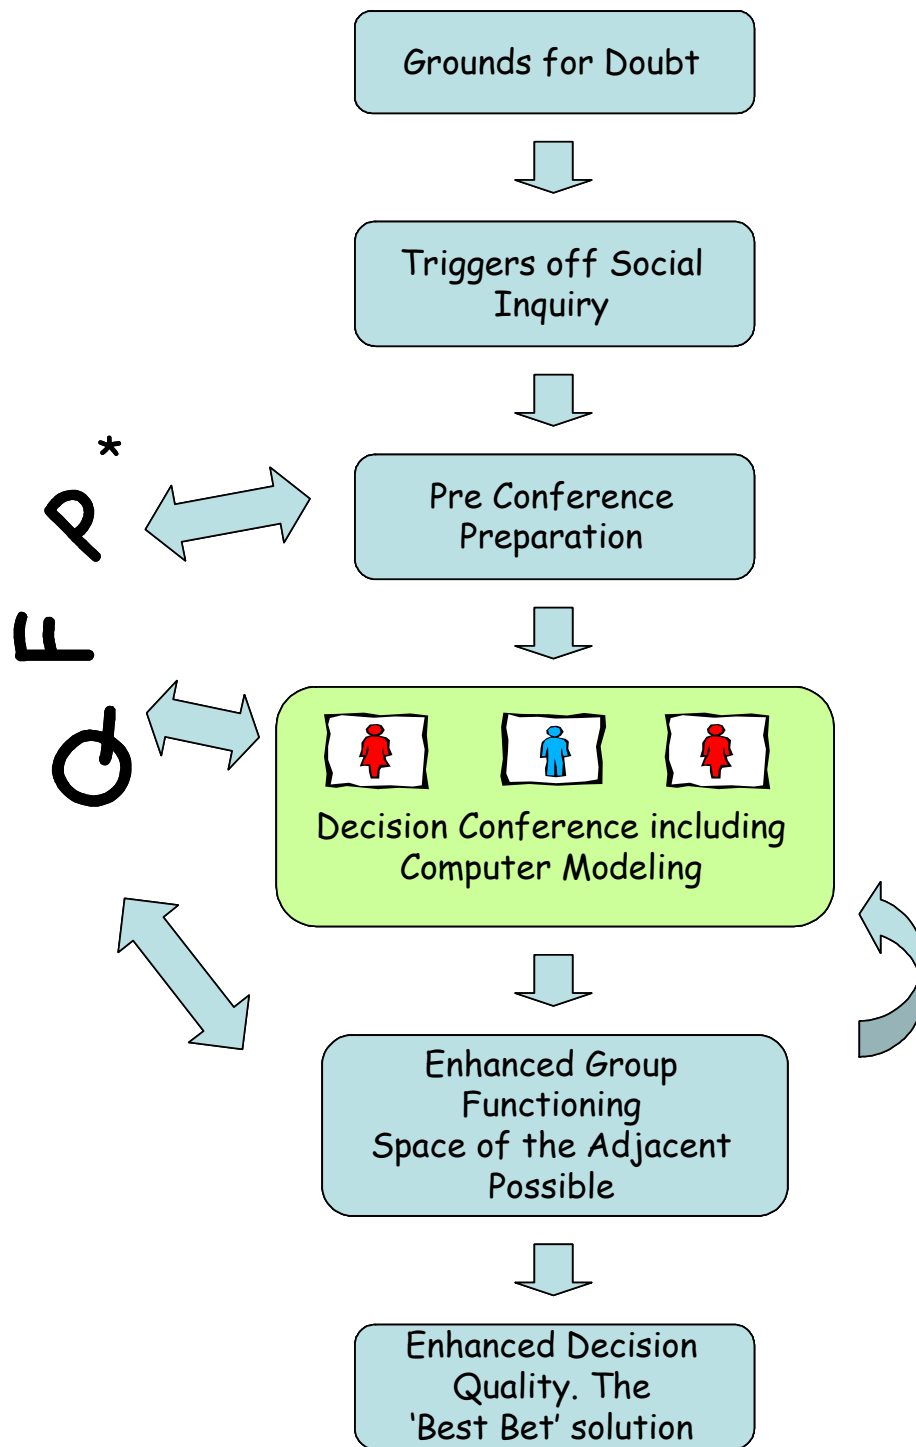 Grounds for Doubt
Triggers off Social
Inquiry
*
P
Pre Conference
Preparation
F
Q
Decision Conference including
Computer Modeling
Enhanced Group
Functioning
Space of the Adjacent
Possible
Enhanced Decision
Quality. The
‘Best Bet’ solution